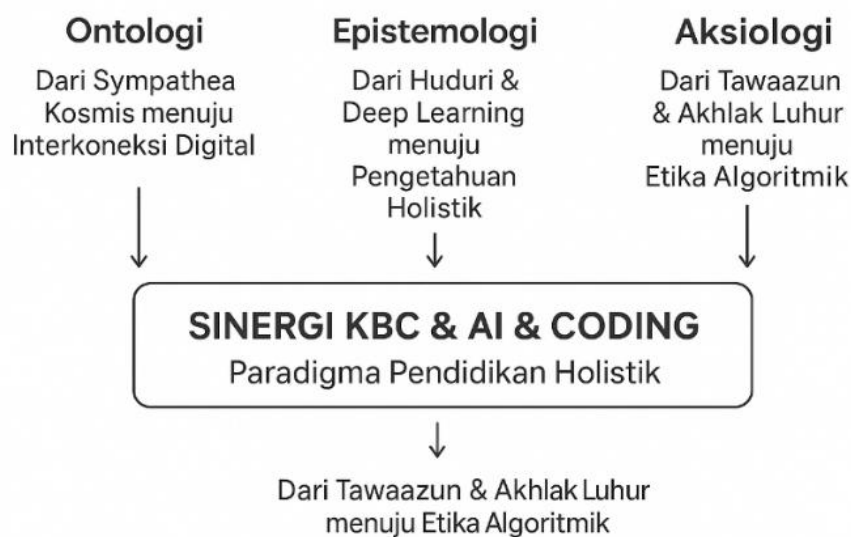 Ontologi
Dari Sympathea
Kosmis menuju
Interkoneksi Digital
Epistemologi
Dari Huduri &
Deep Learning
menuju
Pengetahuan
Holistik
Aksiologi
Dari Tawaazun
& Akhlak Luhur
menuju
Etika Algoritmik
SINERGI KBC & AI & CODING
Paradigma Pendidikan Holistik
Dari Tawaazun & Akhlak Luhur
menuju Etika Algoritmik